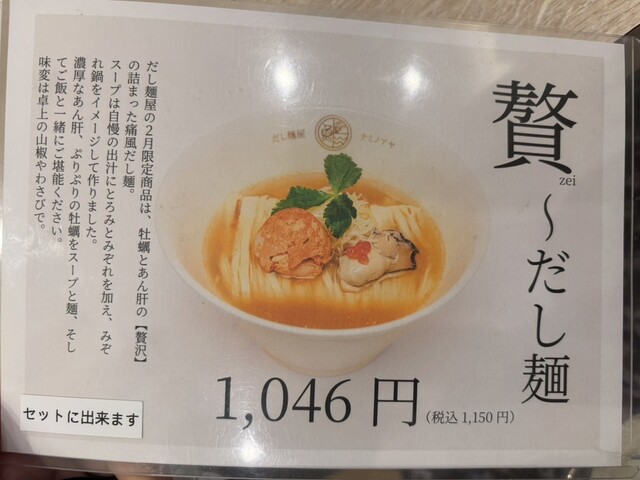 贅
zei
～だし麺
だし麺屋 ナミノアヤ
だし麺屋の2月限定商品は、牡蠣とあん肝の【贅沢】
の詰まった痛風だし麺。
スープは自慢の出汁にとろみとみぞれを加え、みぞ
れ鍋をイメージして作りました。
濃厚なあん肝、ぷりぷりの牡蠣をスープと麺、そし
てご飯と一緒にご堪能ください。
味変は卓上の山椒やわさびで。
1,046 円 (税込 1,150 円)
セットに出来ます